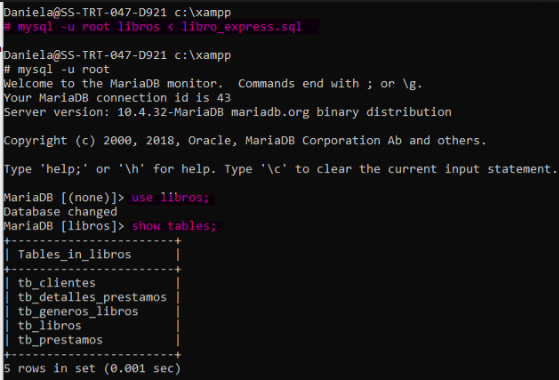 Daniela@SS-TRT-047-D921 c:\xampp
# mysql -u root libros < libro_express.sql
Daniela@SS-TRT-047-D921 c:\xampp
# mysql -u root
Welcome to the MariaDB monitor.  Commands end with ; or \g.
Your MariaDB connection id is 43
Server version: 10.4.32-MariaDB mariadb.org binary distribution
Copyright (c) 2000, 2018, Oracle, MariaDB Corporation Ab and others.
Type 'help;' or '\h' for help. Type '\c' to clear the current input statement.
MariaDB [(none)]> use libros;
Database changed
MariaDB [libros]> show tables;
+----------------------+
| Tables_in_libros     |
+----------------------+
| tb_clientes          |
| tb_detalles_prestamos |
| tb_generos_libros    |
| tb_libros            |
| tb_prestamos         |
+----------------------+
5 rows in set (0.001 sec)